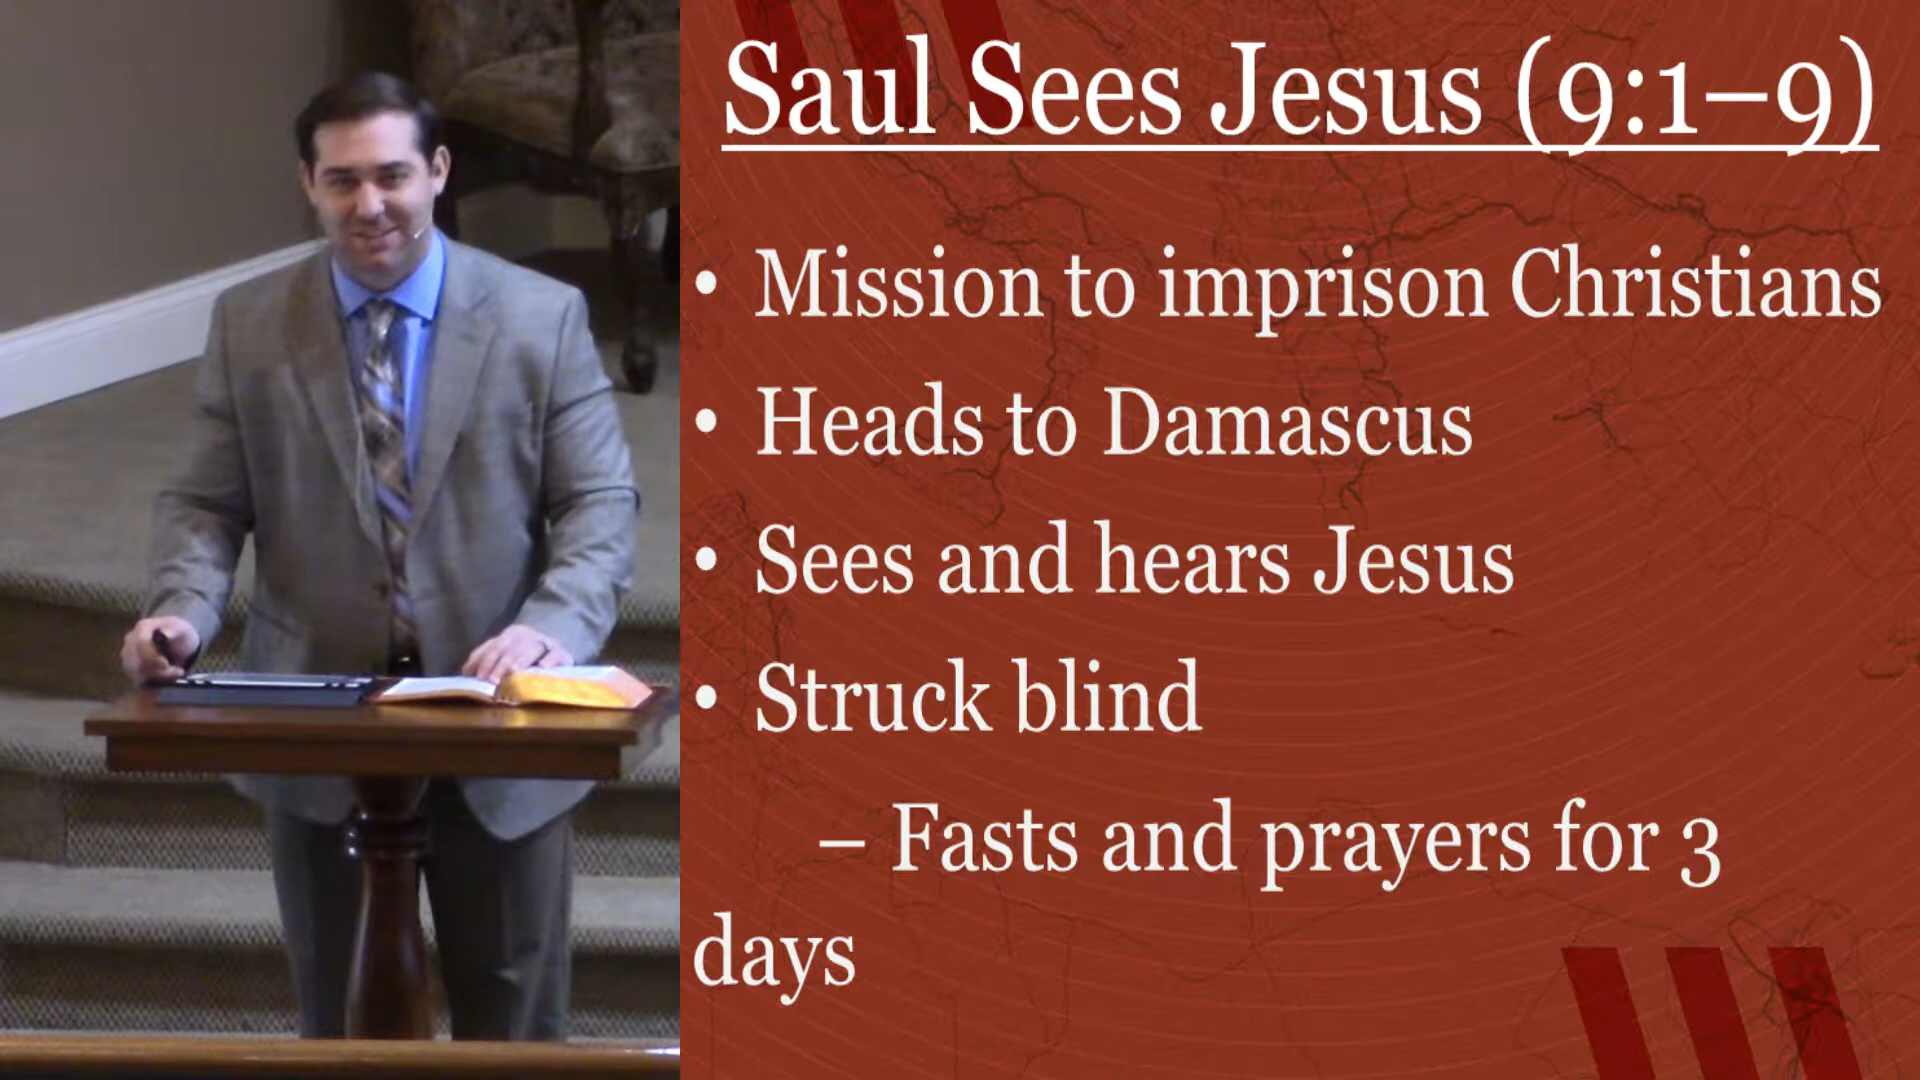 Saul Sees Jesus (9:1–9)
• Mission to imprison Christians
• Heads to Damascus
• Sees and hears Jesus
• Struck blind
– Fasts and prayers for 3
days